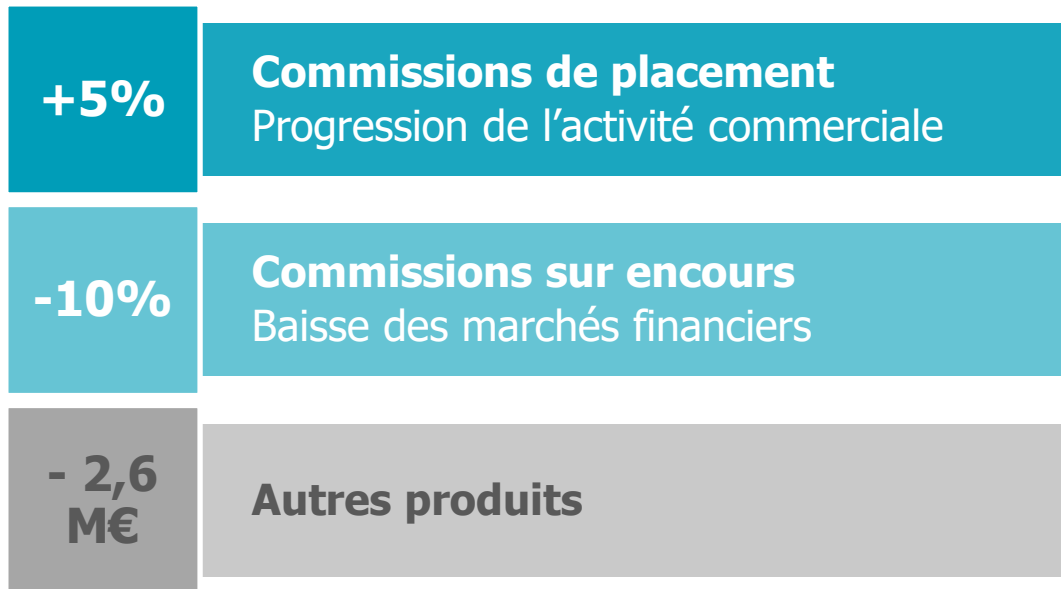 +5%
Commissions de placement
Progression de l’activité commerciale
-10%
Commissions sur encours
Baisse des marchés financiers
- 2,6
M€
Autres produits